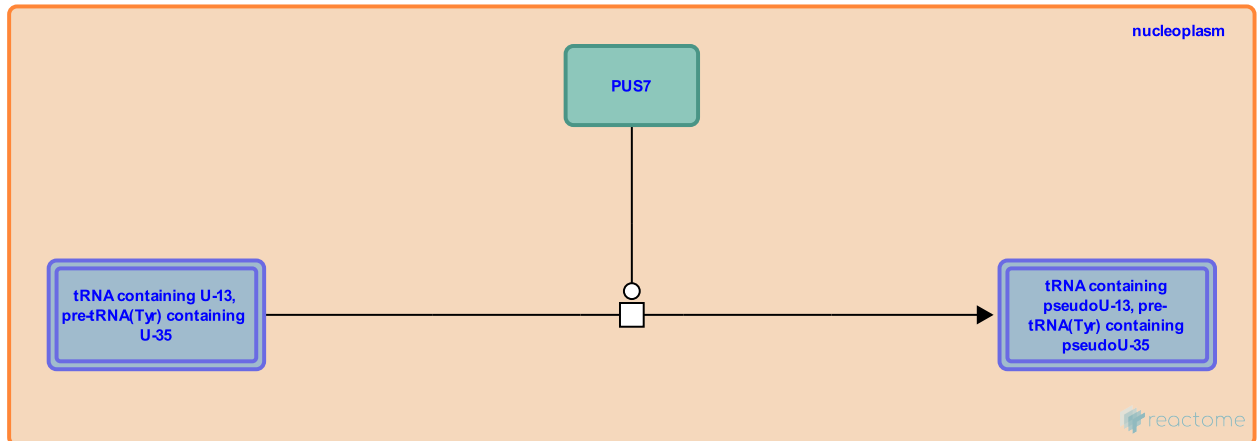 nucleoplasm
PUS7
tRNA containing U-13,
pre-tRNA(Tyr) containing
U-35
tRNA containing
pseudoU-13, pre-
tRNA(Tyr) containing
pseudoU-35
reactome